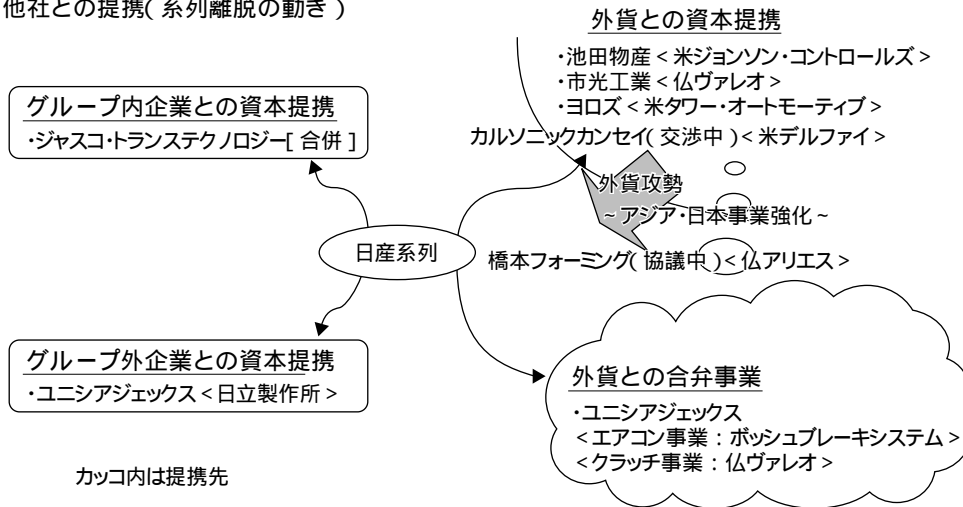 他社との提携(系列離脱の動き)
外貨との資本提携
・池田物産<米ジョンソン・コントロールズ>
・市光工業<仏ヴァレオ>
・ヨロズ<米タワー・オートモーティブ>
カルソニックカンセイ(交渉中)<米デルファイ>
グループ内企業との資本提携
・ジャスコ・トランステクノロジー[合併]
外貨攻勢
~アジア・日本事業強化~
日産系列
橋本フォーミング(協議中)<仏アリエス>
グループ外企業との資本提携
・ユニシアジェックス<日立製作所>
外貨との合弁事業
・ユニシアジェックス
<エアコン事業:ボッシュブレーキシステム>
<クラッチ事業:仏ヴァレオ>
カッコ内は提携先